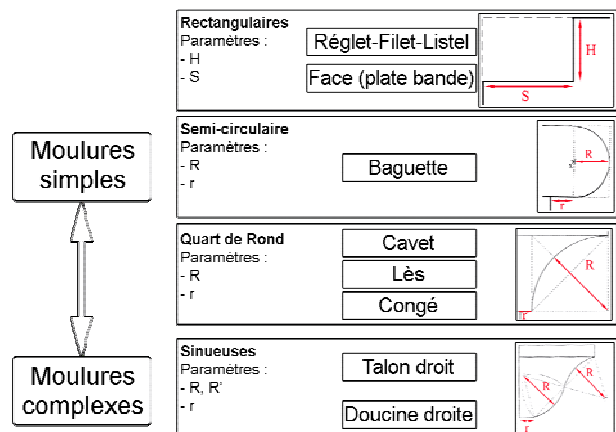 Rectangulaires
Paramètres :
- H
- S
Réglet-Filet-Listel
Face (plate bande)
H
S
Moulures
simples
Semi-circulaire
Paramètres :
- R
- r
Baguette
R
r
Quart de Rond
Paramètres :
- R
- r
Cavet
Lès
Congé
R
r
Moulures
complexes
Sinueuses
Paramètres :
- R, R'
- r
Talon droit
Doucine droite
R
R
r